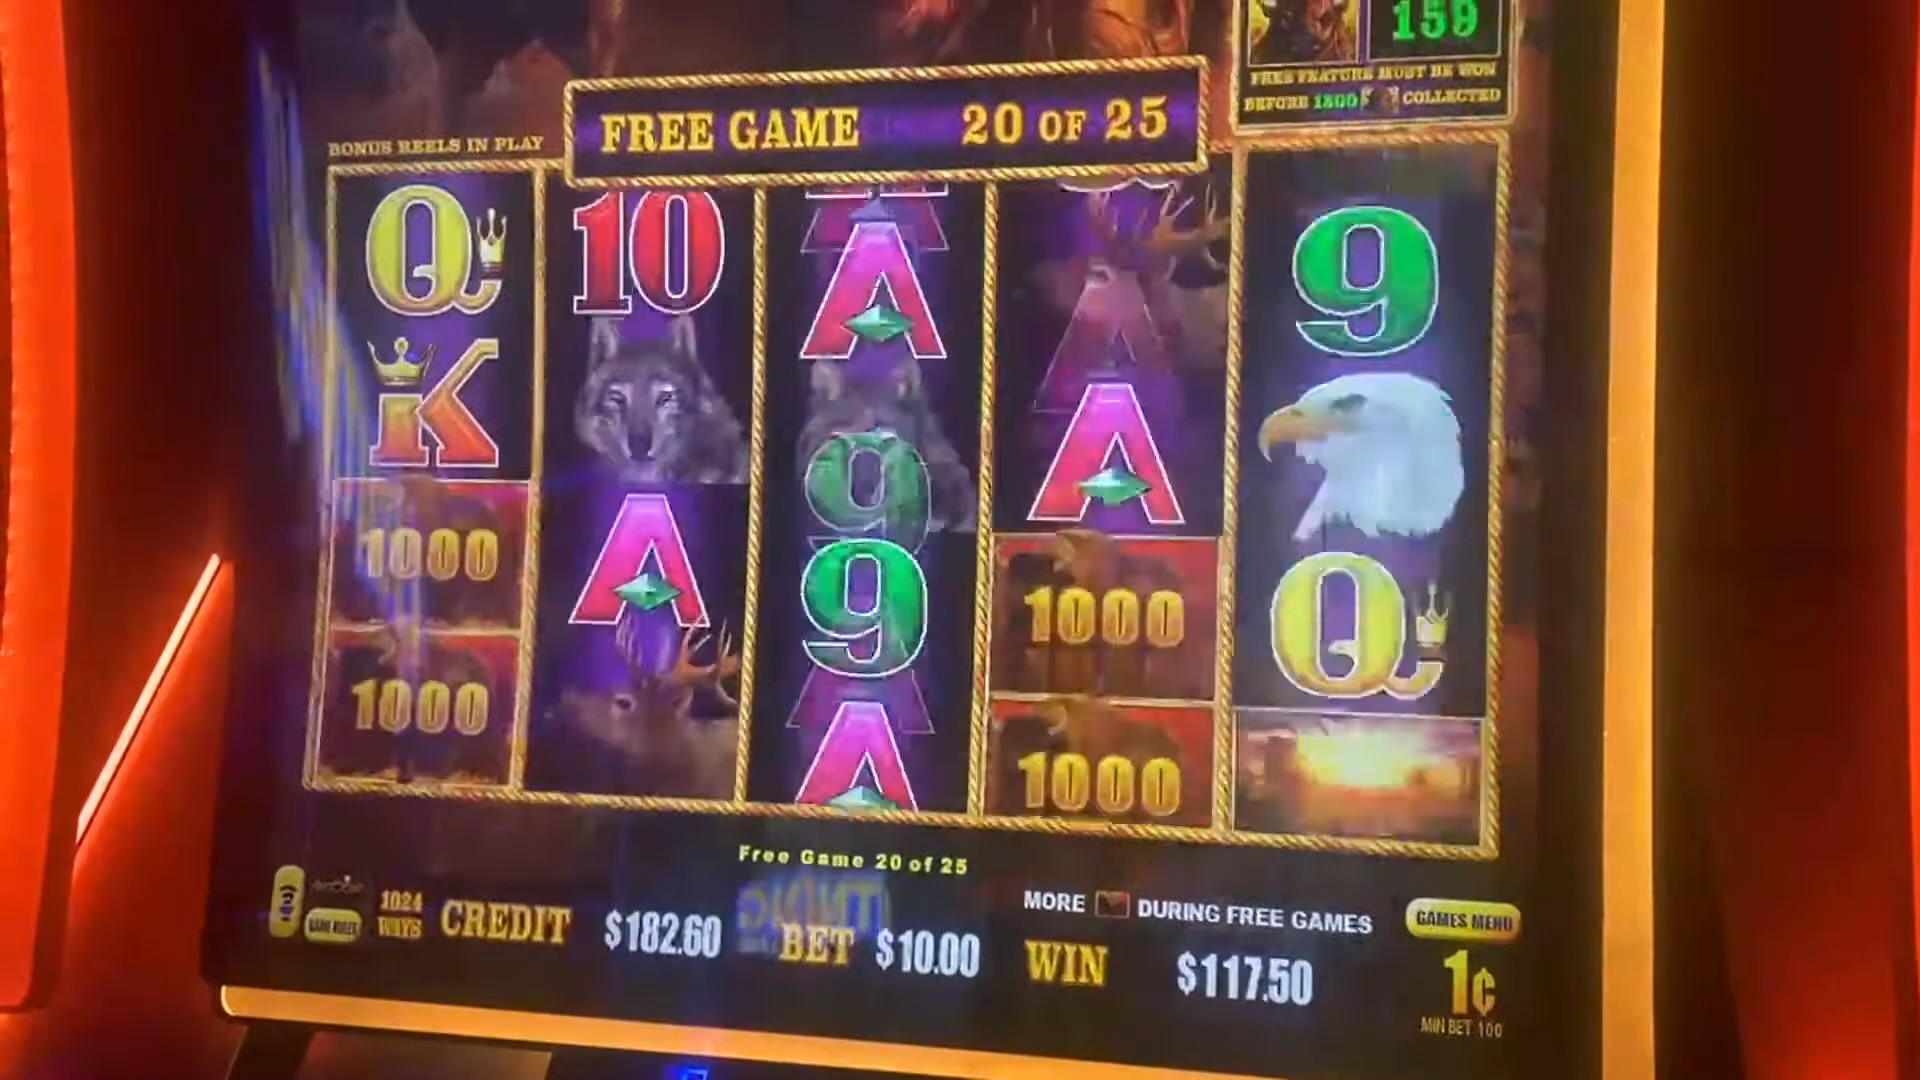 159
FREE FEATURE MUST BE WON
BEFORE 1800 COLLECTED
BONUS REELS IN PLAY
FREE GAME 20 OF 25
Q 10 A 9
K A
1000 A 9 1000 Q
1000 A 1000
Free Game 20 of 25
MORE DURING FREE GAMES
GAMES MENU
GAME RULES
1024 WAYS
CREDIT $182.60 BET $10.00 WIN $117.50
1¢
MIN BET 100